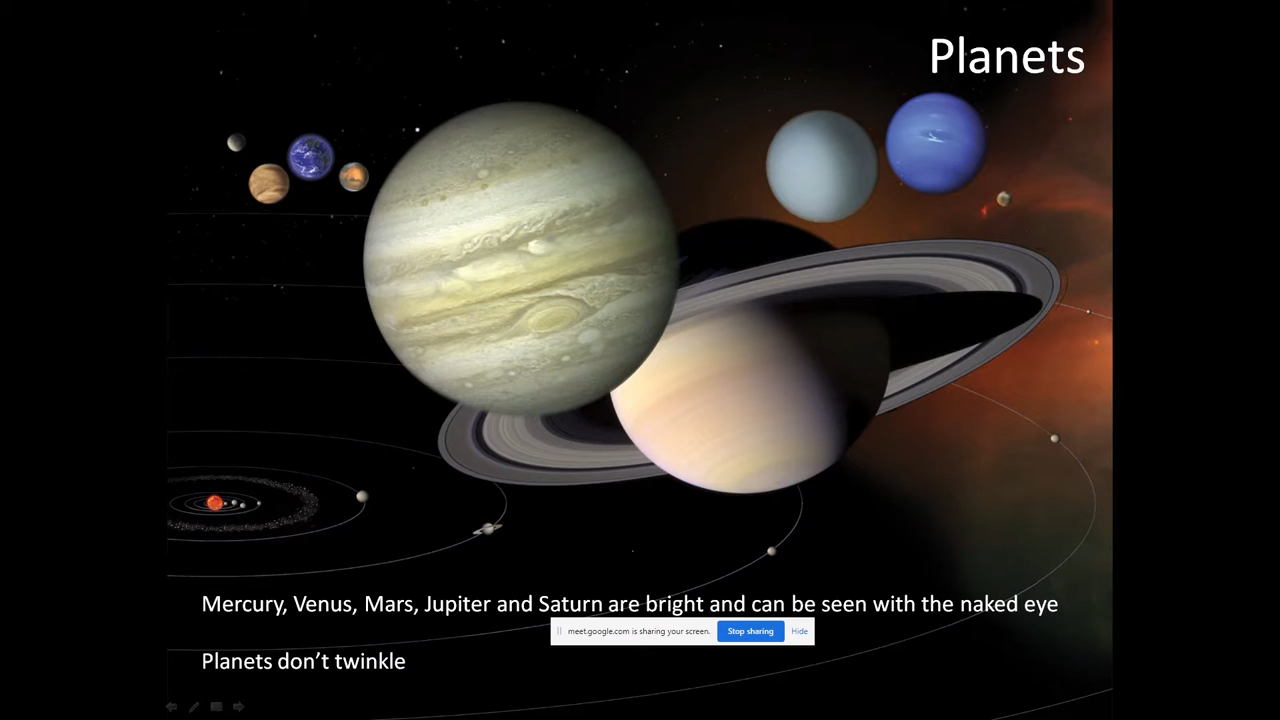 Planets
Mercury, Venus, Mars, Jupiter and Saturn are bright and can be seen with the naked eye
meet.google.com is sharing your screen. Stop sharing Hide
Planets don’t twinkle